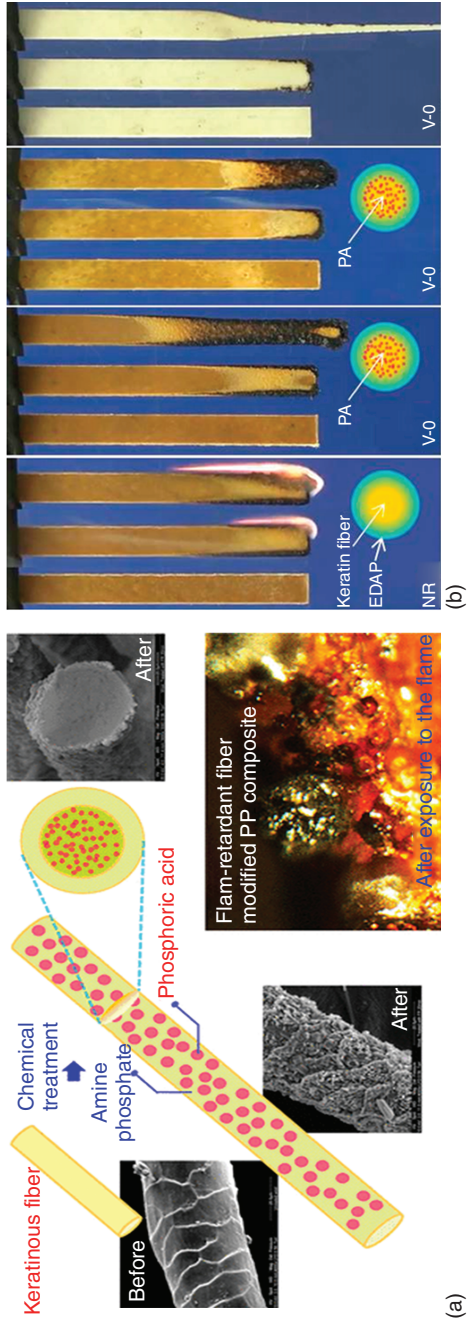 Keratinous fiber
Chemical
treatment
Before
Amine
phosphate
Phosphoric acid
After
After
Flam-retardant fiber
modified PP composite
After exposure to the flame
(a)
Keratin fiber
EDAP
NR
PA
V-0
PA
V-0
V-0
(b)